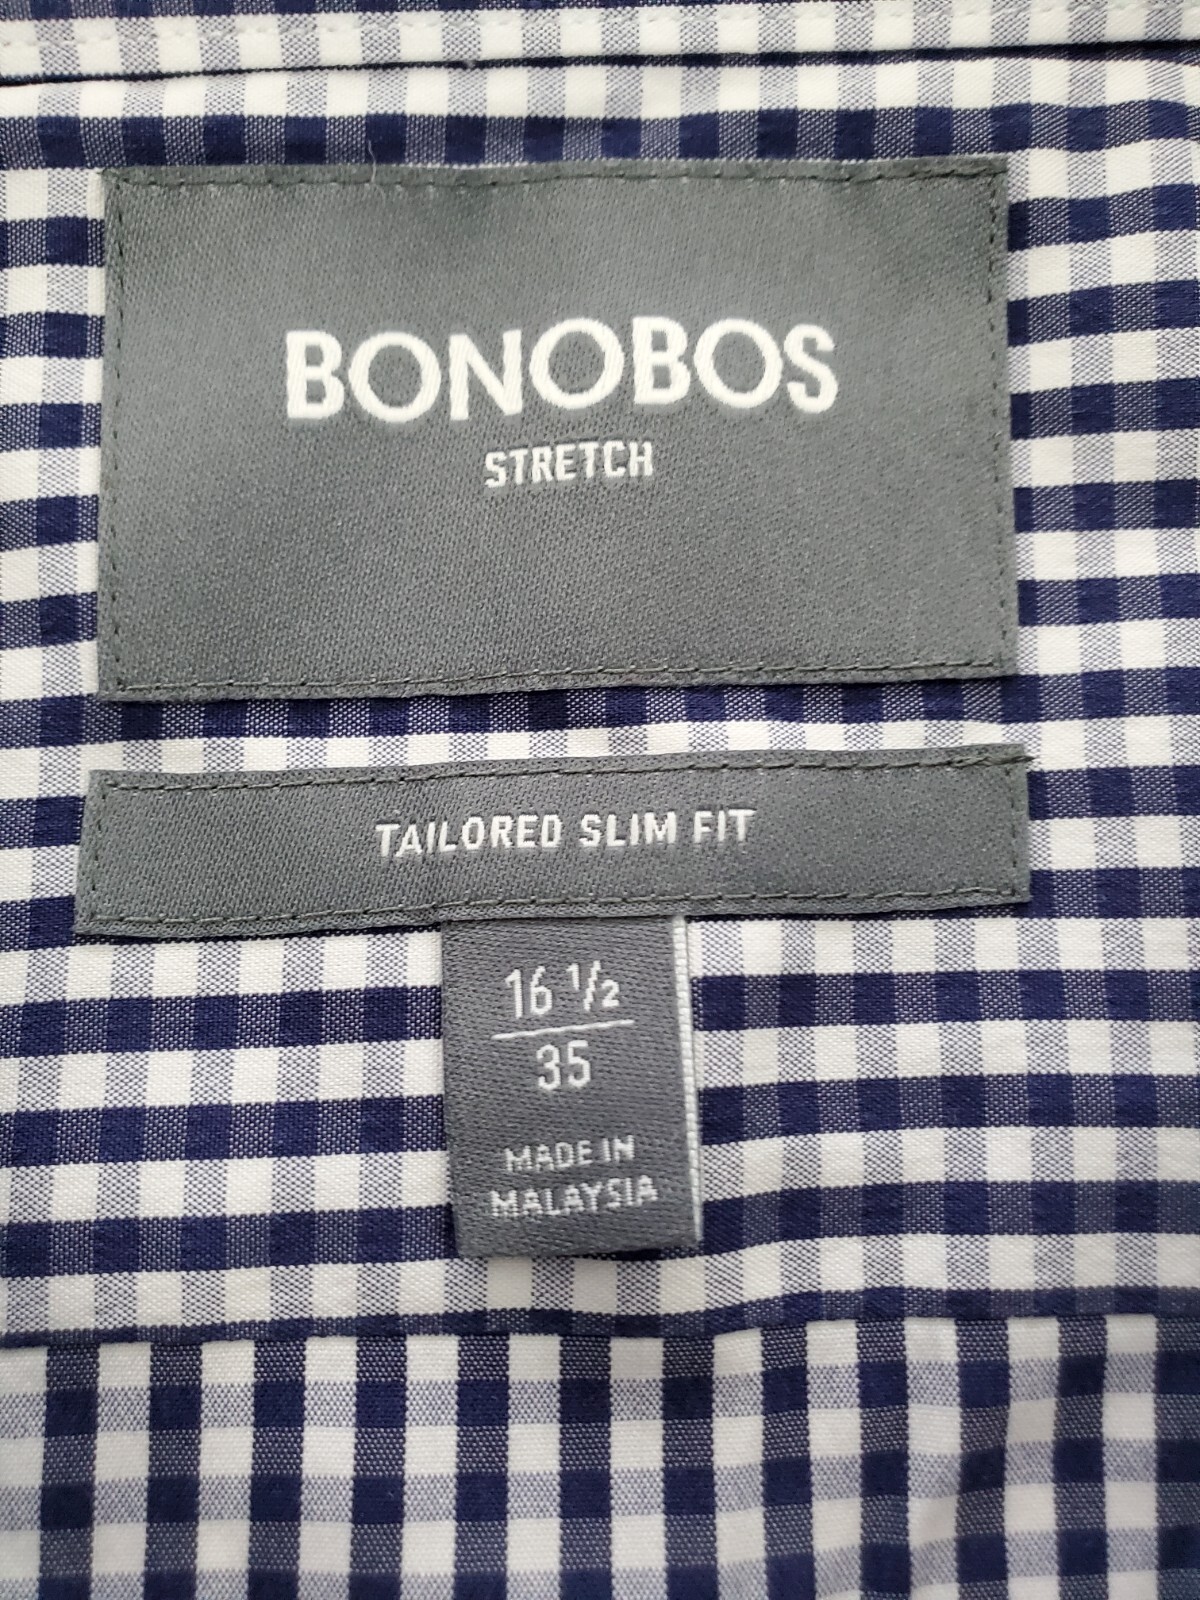 BONOBOS
STRETCH
TAILORED SLIM FIT
16 1/2
35
MADE IN
MALAYSIA